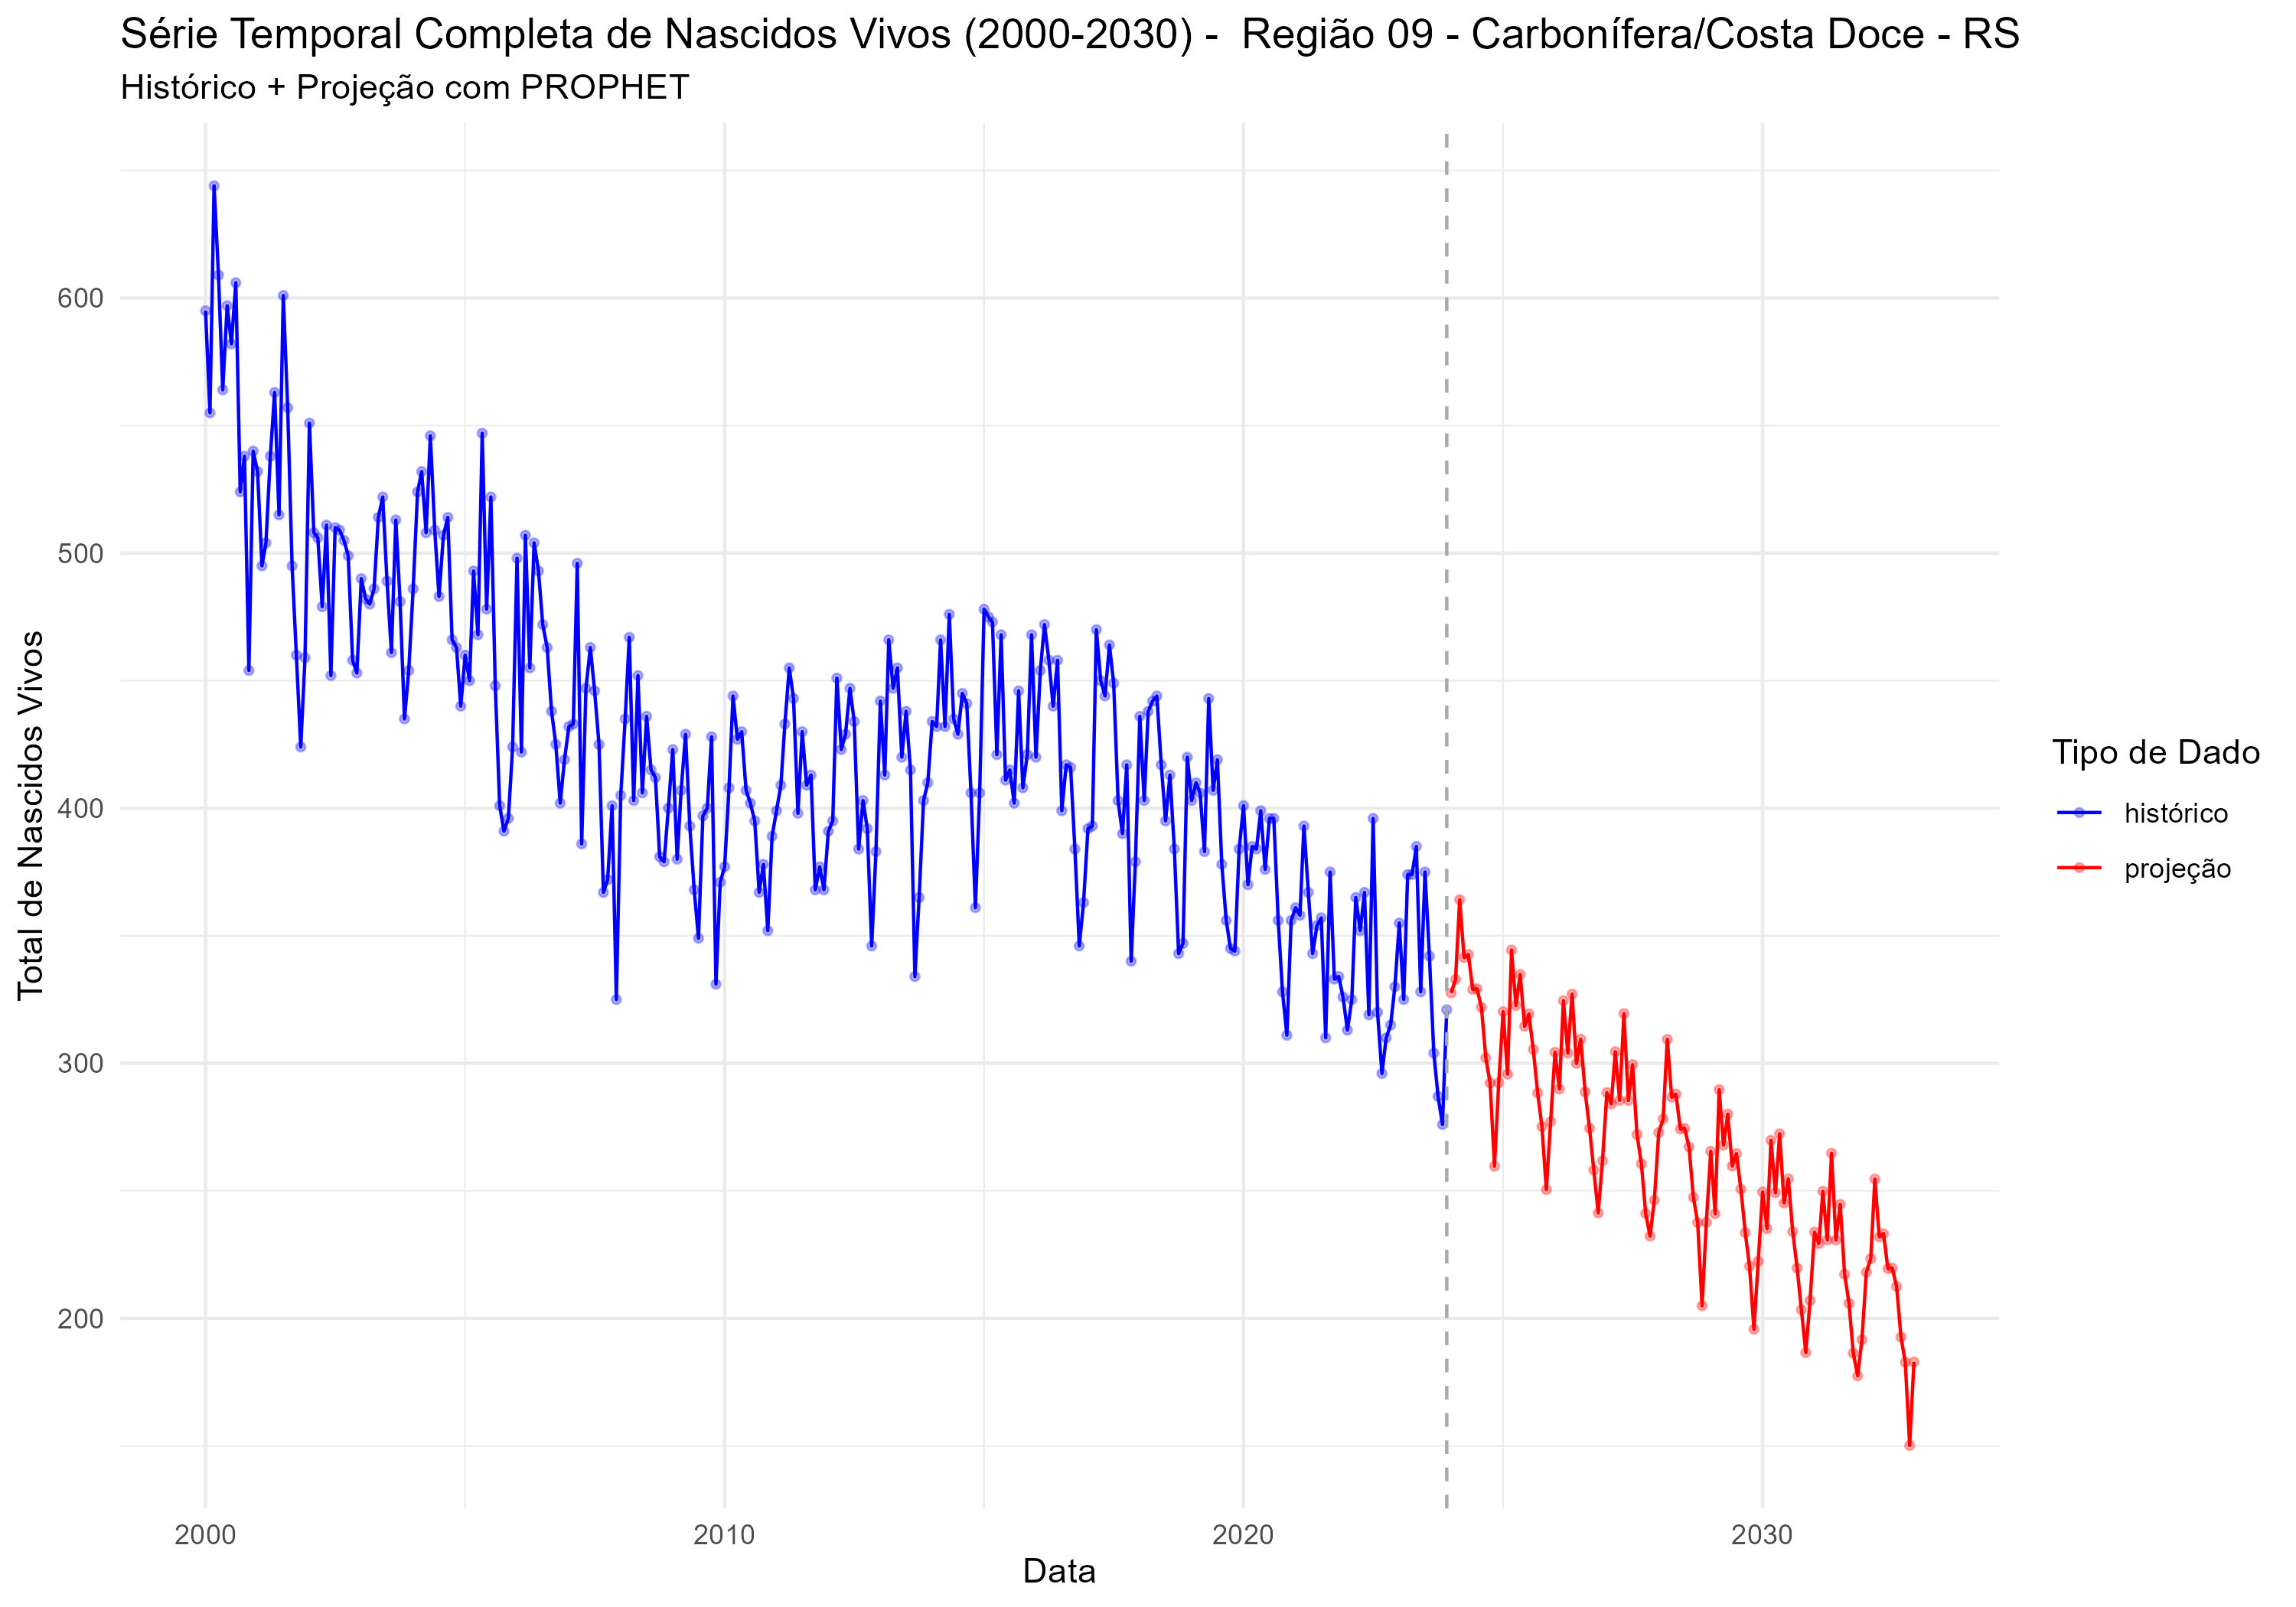 Série Temporal Completa de Nascidos Vivos (2000-2030) -  Região 09 - Carbonífera/Costa Doce - RS
Histórico + Projeção com PROPHET
Total de Nascidos Vivos
600
500
400
300
200
2000
2010
2020
2030
Data
Tipo de Dado
histórico
projeção